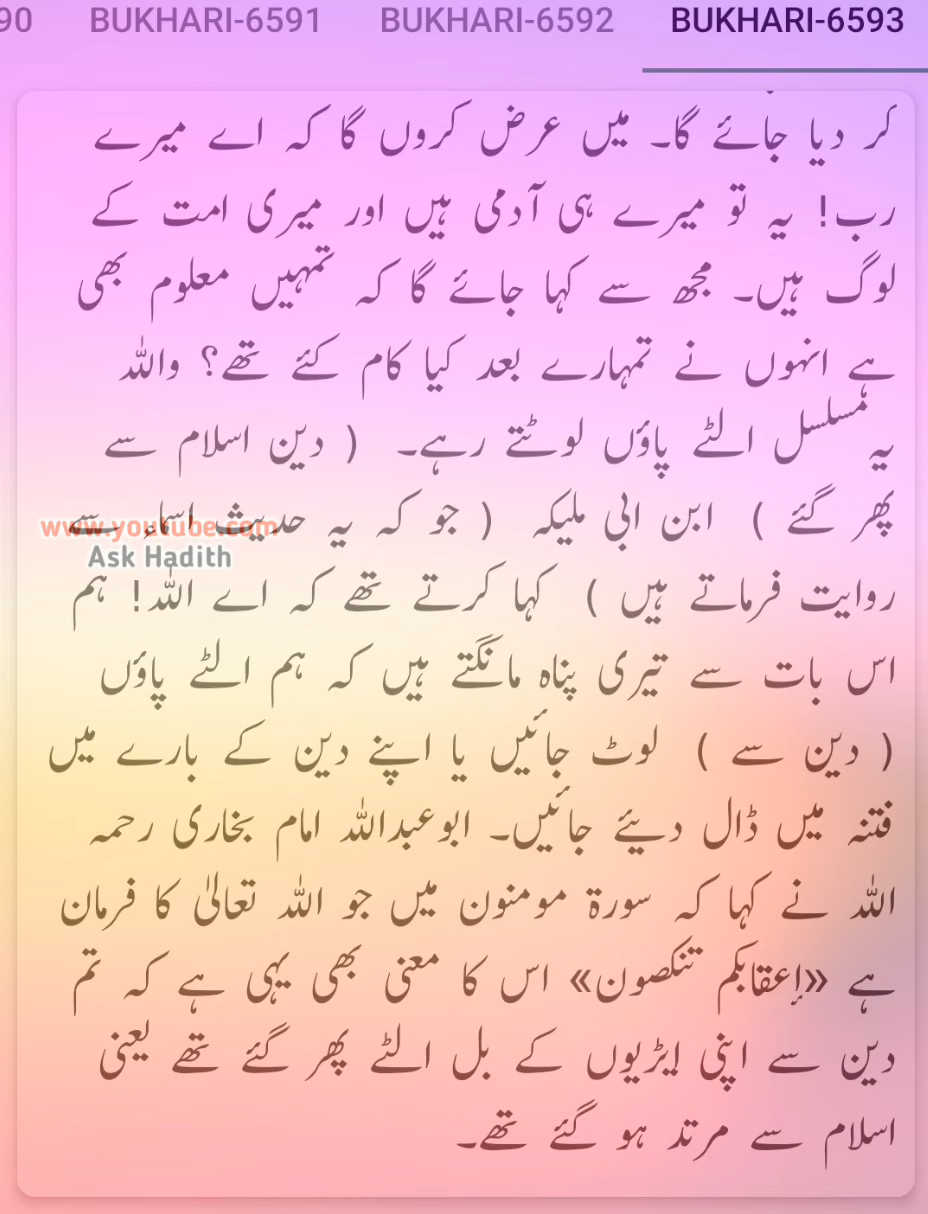 90 BUKHARI-6591 BUKHARI-6592 BUKHARI-6593
کر دیا جائے گا۔ میں عرض کروں گا کہ اے میرے
رب! یہ تو میرے ہی آدمی ہیں اور میری امت کے
لوگ ہیں۔ مجھ سے کہا جائے گا کہ تمہیں معلوم بھی
ہے انہوں نے تمہارے بعد کیا کام کئے تھے؟ واللہ
یہ مسلسل الٹے پاؤں لوٹتے رہے۔ ( دین اسلام سے
پھر گئے ) ابن ابی ملیکہ ( جو کہ یہ حدیث اسماء سے
www.youtube.com
Ask Hadith
روایت فرماتے ہیں ) کہا کرتے تھے کہ اے اللہ! ہم
اس بات سے تیری پناہ مانگتے ہیں کہ ہم الٹے پاؤں
( دین سے ) لوٹ جائیں یا اپنے دین کے بارے میں
فتنہ میں ڈال دیئے جائیں۔ ابوعبداللہ امام بخاری رحمہ
اللہ نے کہا کہ سورۃ مومنون میں جو اللہ تعالیٰ کا فرمان
ہے «إعقابكم تنكصون‏» اس کا معنی بھی یہی ہے کہ تم
دین سے اپنی ایڑیوں کے بل الٹے پھر گئے تھے یعنی
اسلام سے مرتد ہو گئے تھے۔